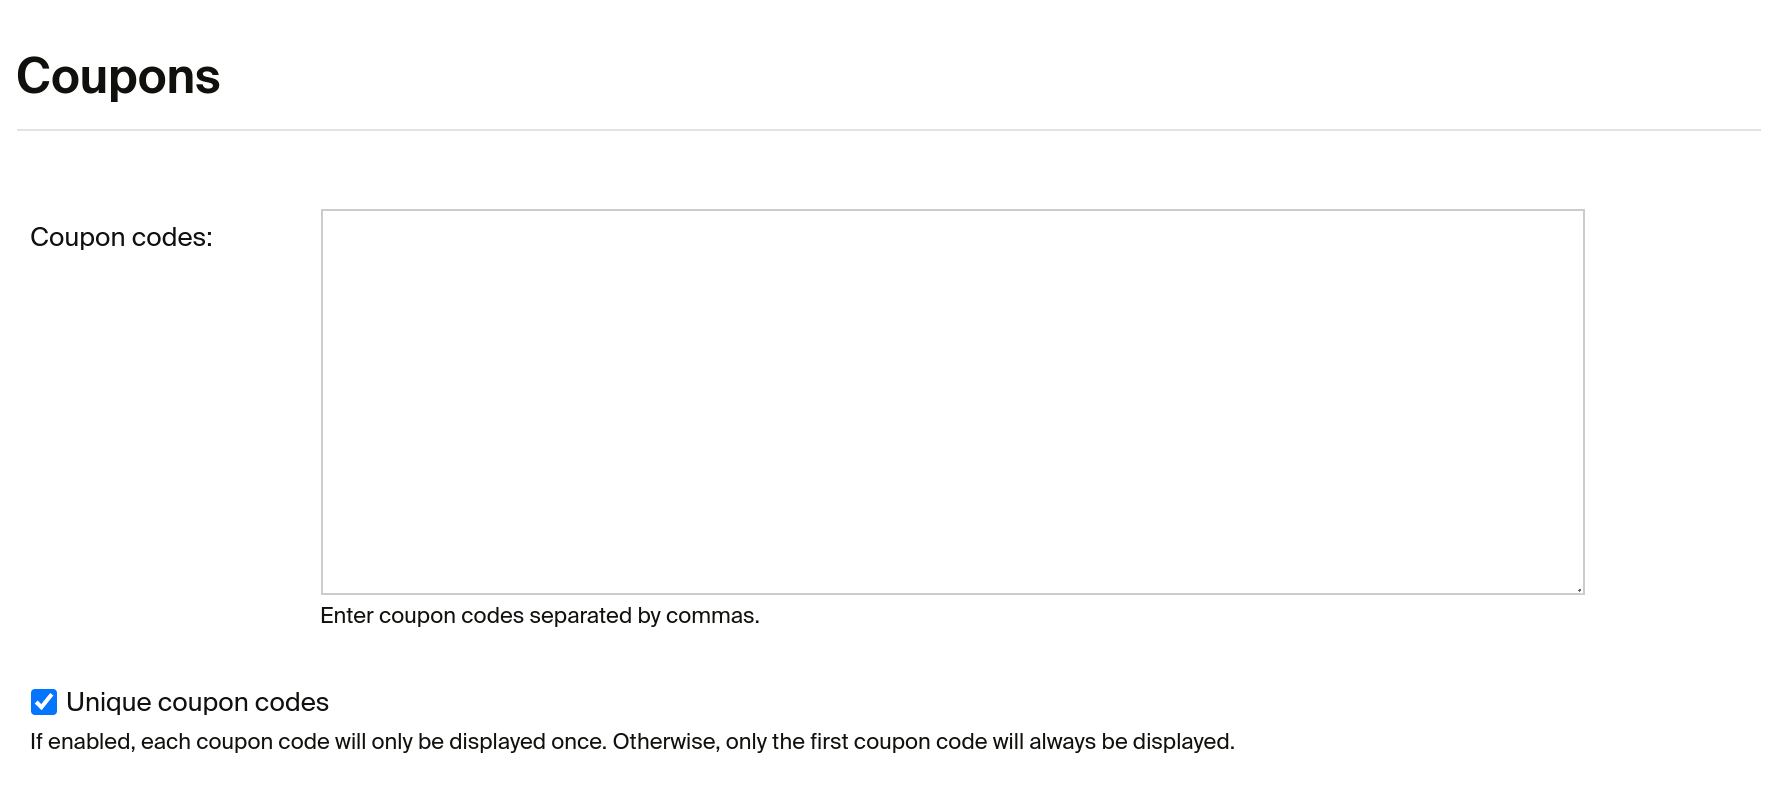 Coupons
Coupon codes:
Enter coupon codes separated by commas.
Unique coupon codes
If enabled, each coupon code will only be displayed once. Otherwise, only the first coupon code will always be displayed.